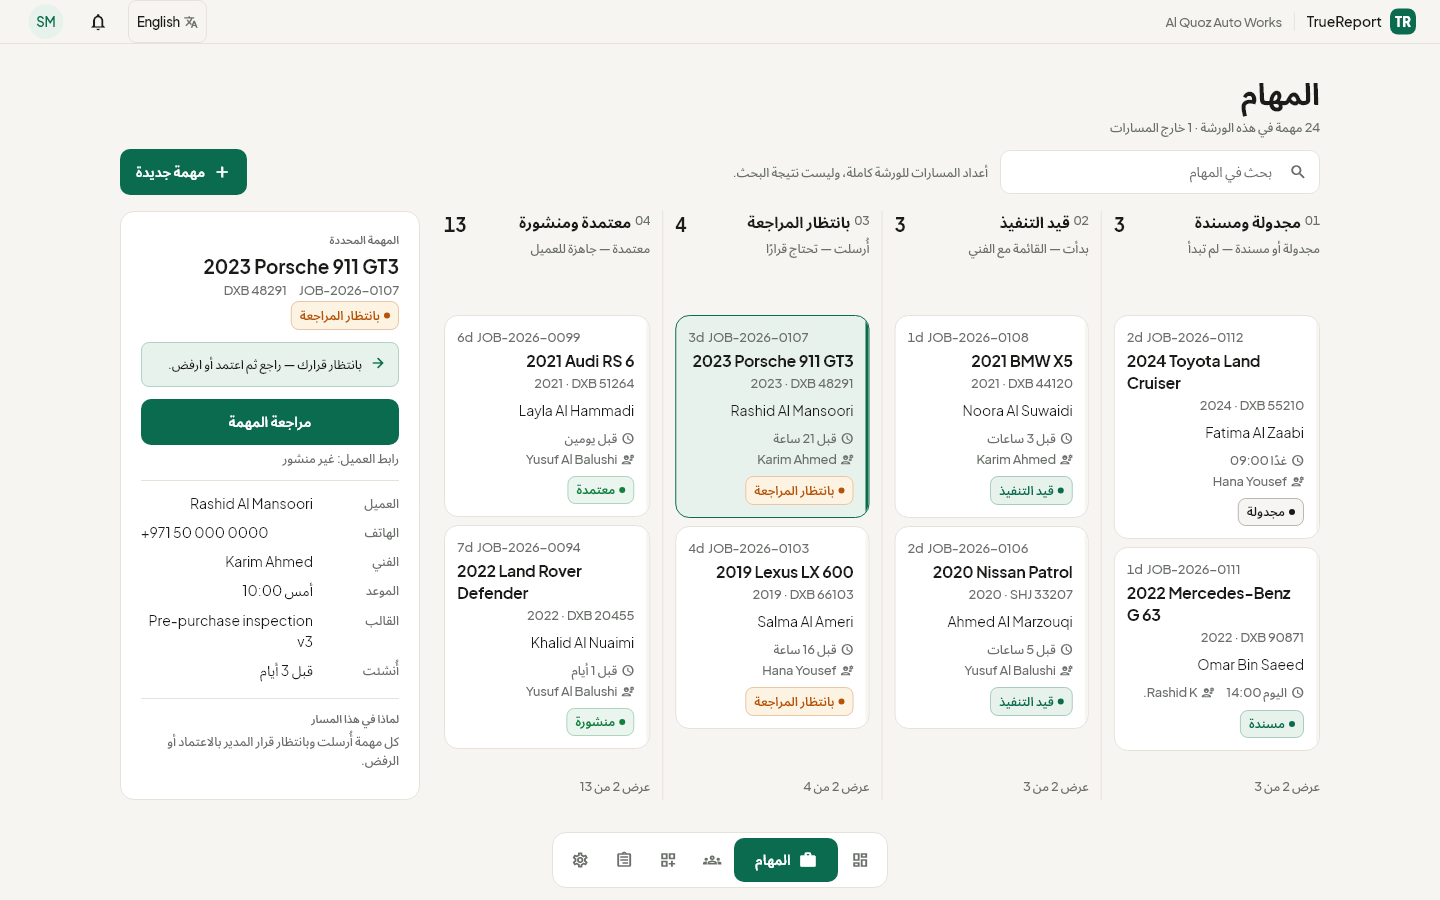 TR TrueReport
Al Quoz Auto Works
English
SM
المهام
24 مهمة في هذه الورشة · 1 خارج المسارات
بحث في المهام
أعداد المسارات للورشة كاملة، وليست نتيجة البحث.
مهمة جديدة
01 مجدولة ومسندة 3
مجدولة أو مسندة — لم تبدأ
2d JOB-2026-0112
2024 Toyota Land
Cruiser
2024 · DXB 55210
Fatima Al Zaabi
غدًا 09:00
Hana Yousef
مجدولة
1d JOB-2026-0111
2022 Mercedes-Benz
G 63
2022 · DXB 90871
Omar Bin Saeed
اليوم 14:00 Rashid K.
مسندة
عرض 2 من 3
02 قيد التنفيذ 3
بدأت — القائمة مع الفني
1d JOB-2026-0108
2021 BMW X5
2021 · DXB 44120
Noora Al Suwaidi
قبل 3 ساعات
Karim Ahmed
قيد التنفيذ
2d JOB-2026-0106
2020 Nissan Patrol
2020 · SHJ 33207
Ahmed Al Marzouqi
قبل 5 ساعات
Yusuf Al Balushi
قيد التنفيذ
عرض 2 من 3
03 بانتظار المراجعة 4
أُرسلت — تحتاج قرارًا
3d JOB-2026-0107
2023 Porsche 911 GT3
2023 · DXB 48291
Rashid Al Mansoori
قبل 21 ساعة
Karim Ahmed
بانتظار المراجعة
4d JOB-2026-0103
2019 Lexus LX 600
2019 · DXB 66103
Salma Al Ameri
قبل 16 ساعة
Hana Yousef
بانتظار المراجعة
عرض 2 من 4
04 معتمدة ومنشورة 13
معتمدة — جاهزة للعميل
6d JOB-2026-0099
2021 Audi RS 6
2021 · DXB 51264
Layla Al Hammadi
قبل يومين
Yusuf Al Balushi
معتمدة
7d JOB-2026-0094
2022 Land Rover
Defender
2022 · DXB 20455
Khalid Al Nuaimi
قبل 1 أيام
Yusuf Al Balushi
منشورة
عرض 2 من 13
المهمة المحددة
2023 Porsche 911 GT3
JOB-2026-0107 DXB 48291
بانتظار المراجعة
بانتظار قرارك — راجع ثم اعتمد أو ارفض.
مراجعة المهمة
رابط العميل: غير منشور
العميل Rashid Al Mansoori
الهاتف +971 50 000 0000
الفني Karim Ahmed
الموعد أمس 10:00
القالب Pre-purchase inspection
v3
أُنشئت قبل 3 أيام
لماذا في هذا المسار
كل مهمة أُرسلت وبانتظار قرار المدير بالاعتماد أو
الرفض.
المهام